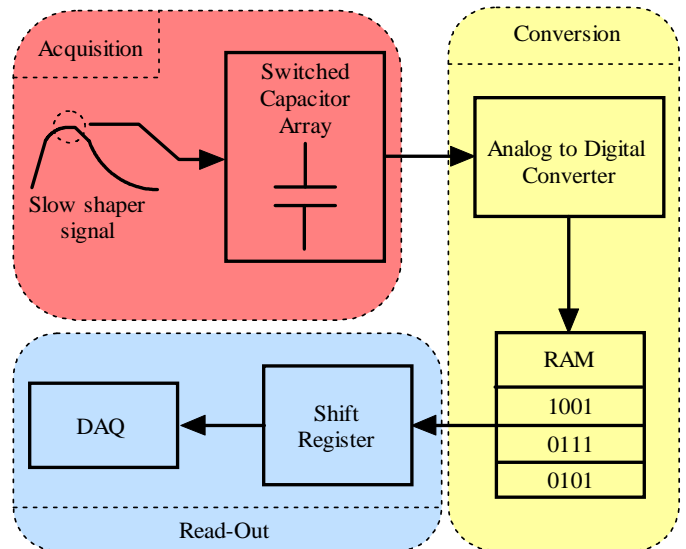 Acquisition
Switched
Capacitor
Array
Slow shaper
signal
Conversion
Analog to Digital
Converter
RAM
1001
0111
0101
Shift
Register
DAQ
Read-Out